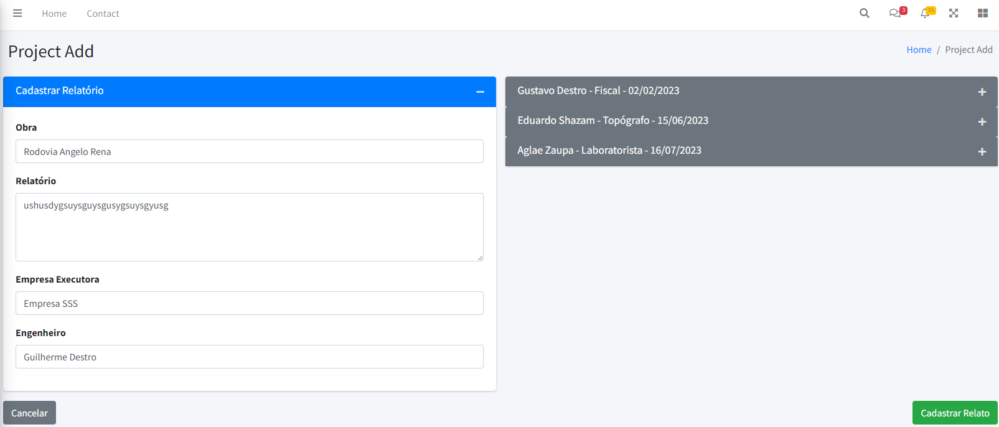 Home Contact 3 15
Project Add
Home / Project Add
Cadastrar Relatório
Obra
Rodovia Angelo Rena
Relatório
ushusdygsuysguysgusygsuysgyusg
Empresa Executora
Empresa SSS
Engenheiro
Guilherme Destro
Gustavo Destro - Fiscal - 02/02/2023
Eduardo Shazam - Topógrafo - 15/06/2023
Aglae Zaupa - Laboratorista - 16/07/2023
Cancelar
Cadastrar Relato